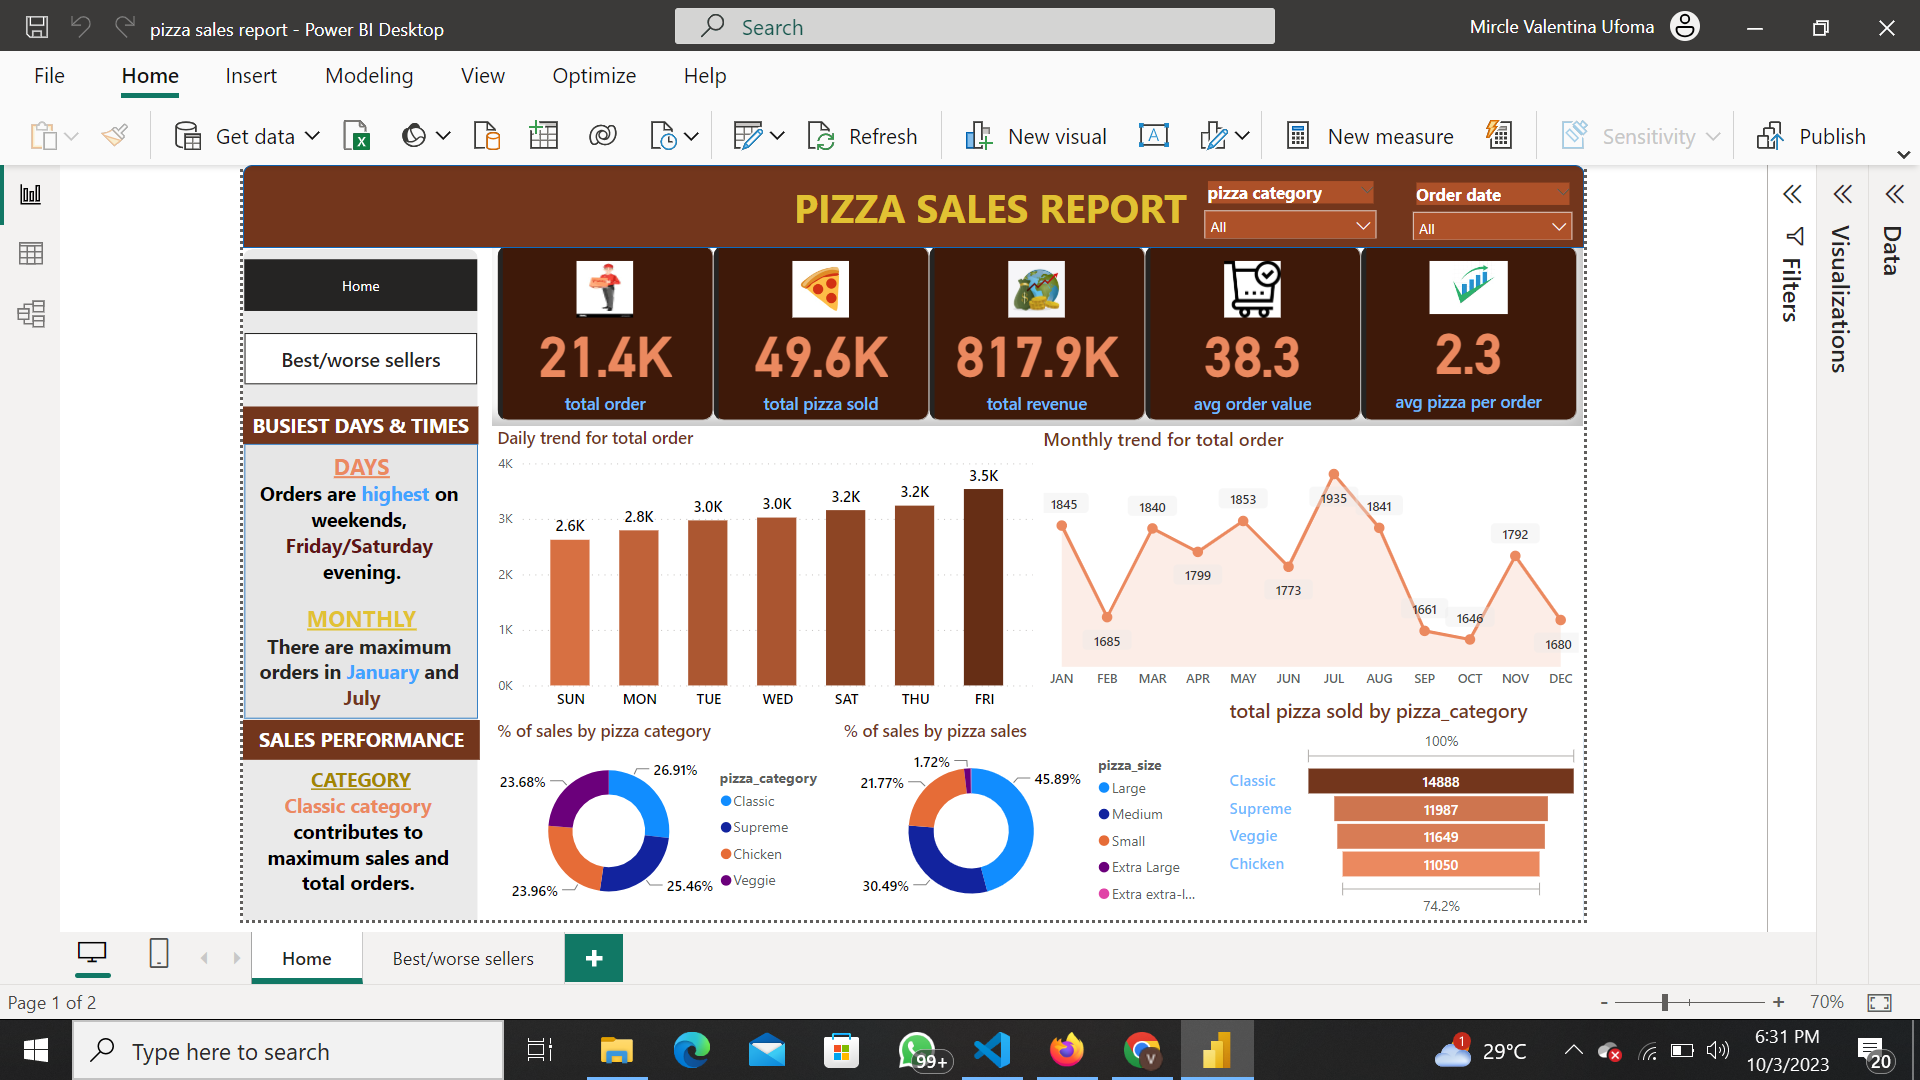 pizza sales report - Power BI Desktop
Search
Mircle Valentina Ufoma
File Home Insert Modeling View Optimize Help
Get data Refresh New visual New measure Sensitivity Publish
PIZZA SALES REPORT
pizza category
All
Order date
All
Filters
Visualizations
Data
Home
Best/worse sellers
21.4K
total order
49.6K
total pizza sold
817.9K
total revenue
38.3
avg order value
2.3
avg pizza per order
BUSIEST DAYS & TIMES
DAYS
Orders are highest on
weekends,
Friday/Saturday
evening.
MONTHLY
There are maximum
orders in January and
July
SALES PERFORMANCE
CATEGORY
Classic category
contributes to
maximum sales and
total orders.
Daily trend for total order
4K
3K
2K
1K
0K
2.6K 2.8K 3.0K 3.0K 3.2K 3.2K 3.5K
SUN MON TUE WED SAT THU FRI
Monthly trend for total order
1845 1685 1840 1799 1853 1773 1935 1841 1661 1646 1792 1680
JAN FEB MAR APR MAY JUN JUL AUG SEP OCT NOV DEC
% of sales by pizza category
26.91%
25.46%
23.96%
23.68%
pizza_category
Classic
Supreme
Chicken
Veggie
% of sales by pizza sales
1.72%
45.89%
21.77%
30.49%
pizza_size
Large
Medium
Small
Extra Large
Extra extra-l...
total pizza sold by pizza_category
100%
Classic 14888
Supreme 11987
Veggie 11649
Chicken 11050
74.2%
Home
Best/worse sellers
+
Page 1 of 2
- + 70%
Type here to search
99+
V
1
29°C
6:31 PM
10/3/2023
20